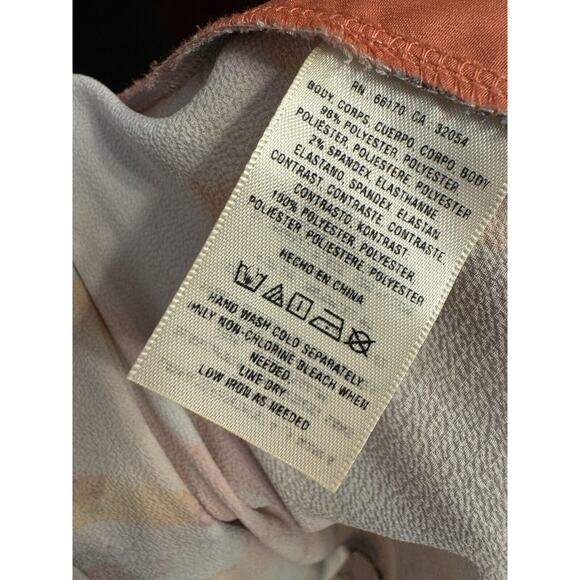 RN : 66170 CA : 32054
BODY, CORPS, CUERPO, CORPO, BODY
98% POLYESTER, POLYESTER,
POLIÉSTER, POLIESTERE, POLYESTER
2% SPANDEX, ELASTHANNE,
ELASTANO, SPANDEX, ELASTAN
CONTRAST, CONTRASTE, CONTRASTE,
CONTRASTO, KONTRAST
100% POLYESTER, POLYESTER,
POLIESTER, POLIESTERE, POLYESTER
HECHO EN CHINA
HAND WASH COLD SEPARATELY
ONLY NON-CHLORINE BLEACH WHEN
NEEDED
LINE DRY
LOW IRON AS NEEDED